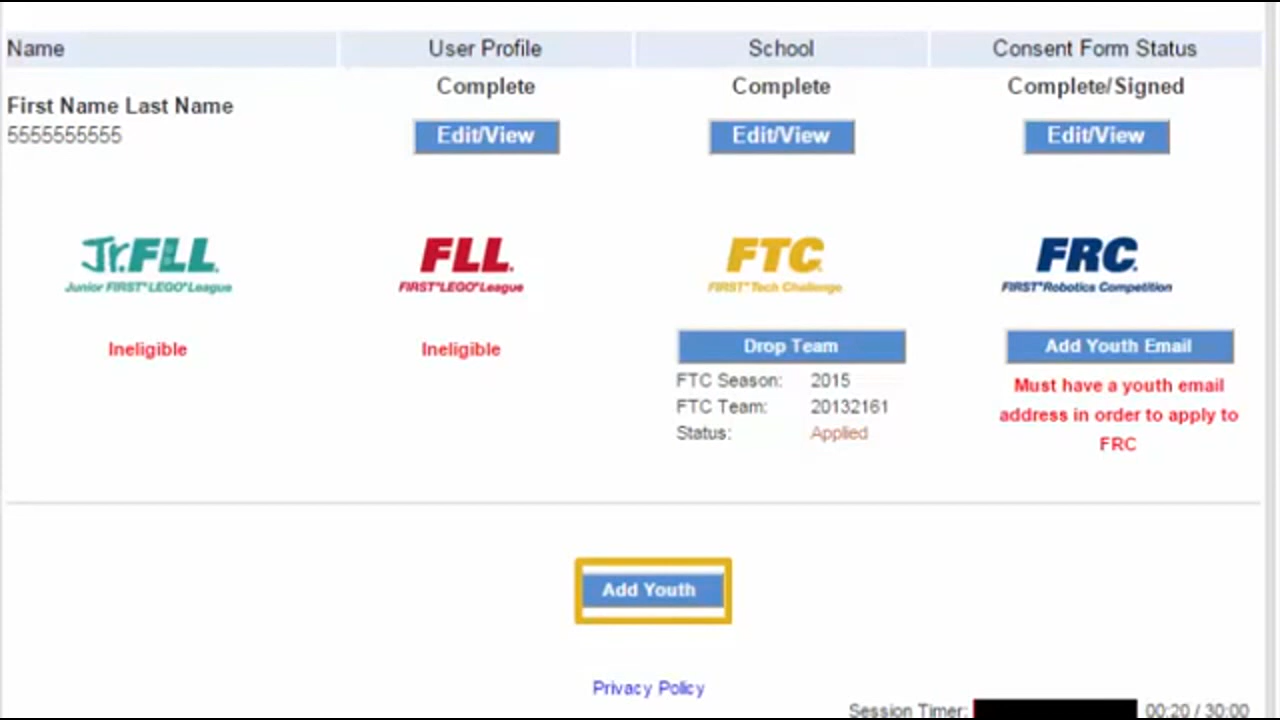 Name User Profile School Consent Form Status
Complete Complete Complete/Signed
First Name Last Name
5555555555 Edit/View Edit/View Edit/View
Jr.FLL. FLL. FTC. FRC.
Junior FIRST® LEGO® League FIRST® LEGO® League FIRST® Tech Challenge FIRST® Robotics Competition
Ineligible Ineligible Drop Team Add Youth Email
FTC Season: 2015 Must have a youth email
FTC Team: 20132161 address in order to apply to
Status: Applied FRC
Add Youth
Privacy Policy
Session Timer: 00:20 / 30:00